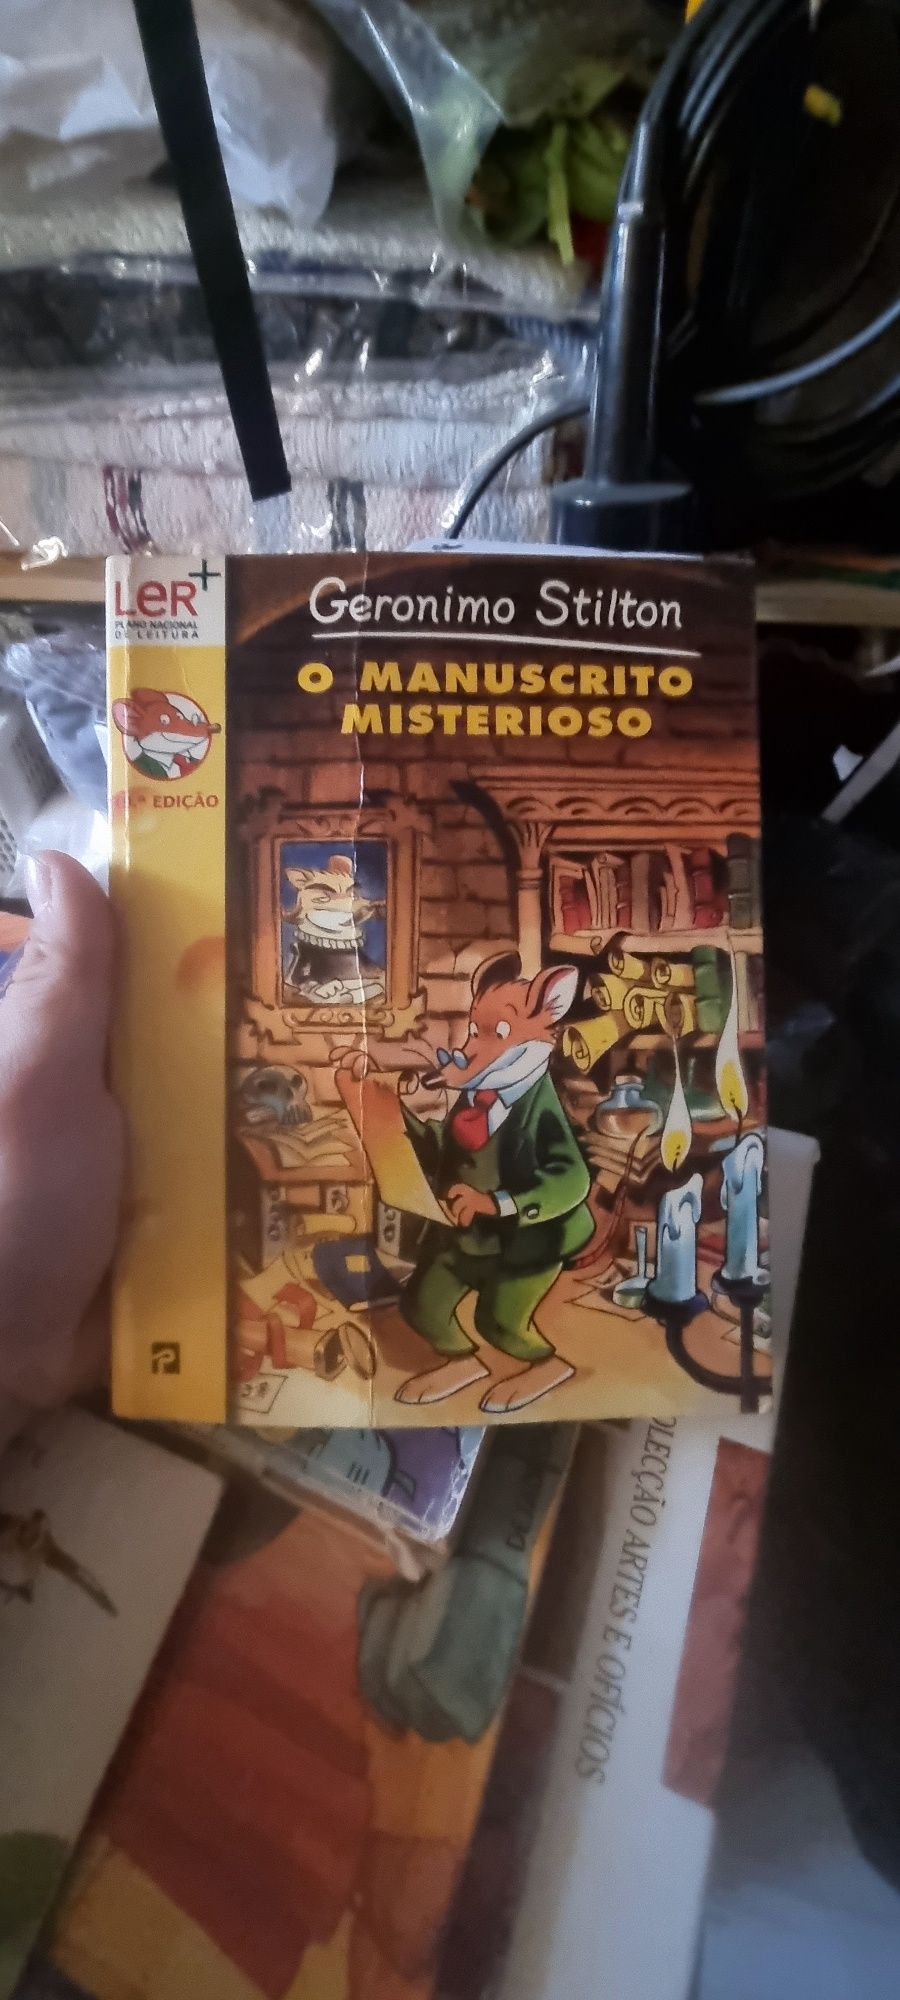 LeR+
PLANO NACIONAL
DE LEITURA
EDIÇÃO
Geronimo Stilton
O MANUSCRITO
MISTERIOSO
COLECÇÃO ARTES E OFÍCIOS